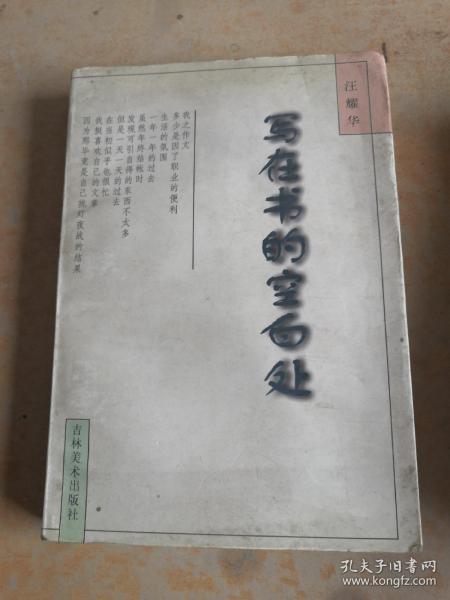 汪耀华
写在书的空白处
我之作文
多少是因了职业的便利
生活的氛围
一年一年的过去
虽然年终结帐时
发现可引自得的东西不太多
但是一天一天的过去
在当初似乎也很忙
我很喜欢自己的文章
因为那毕竟是自己挑灯夜战的结果
吉林美术出版社
孔夫子旧书网
www.kongfz.com